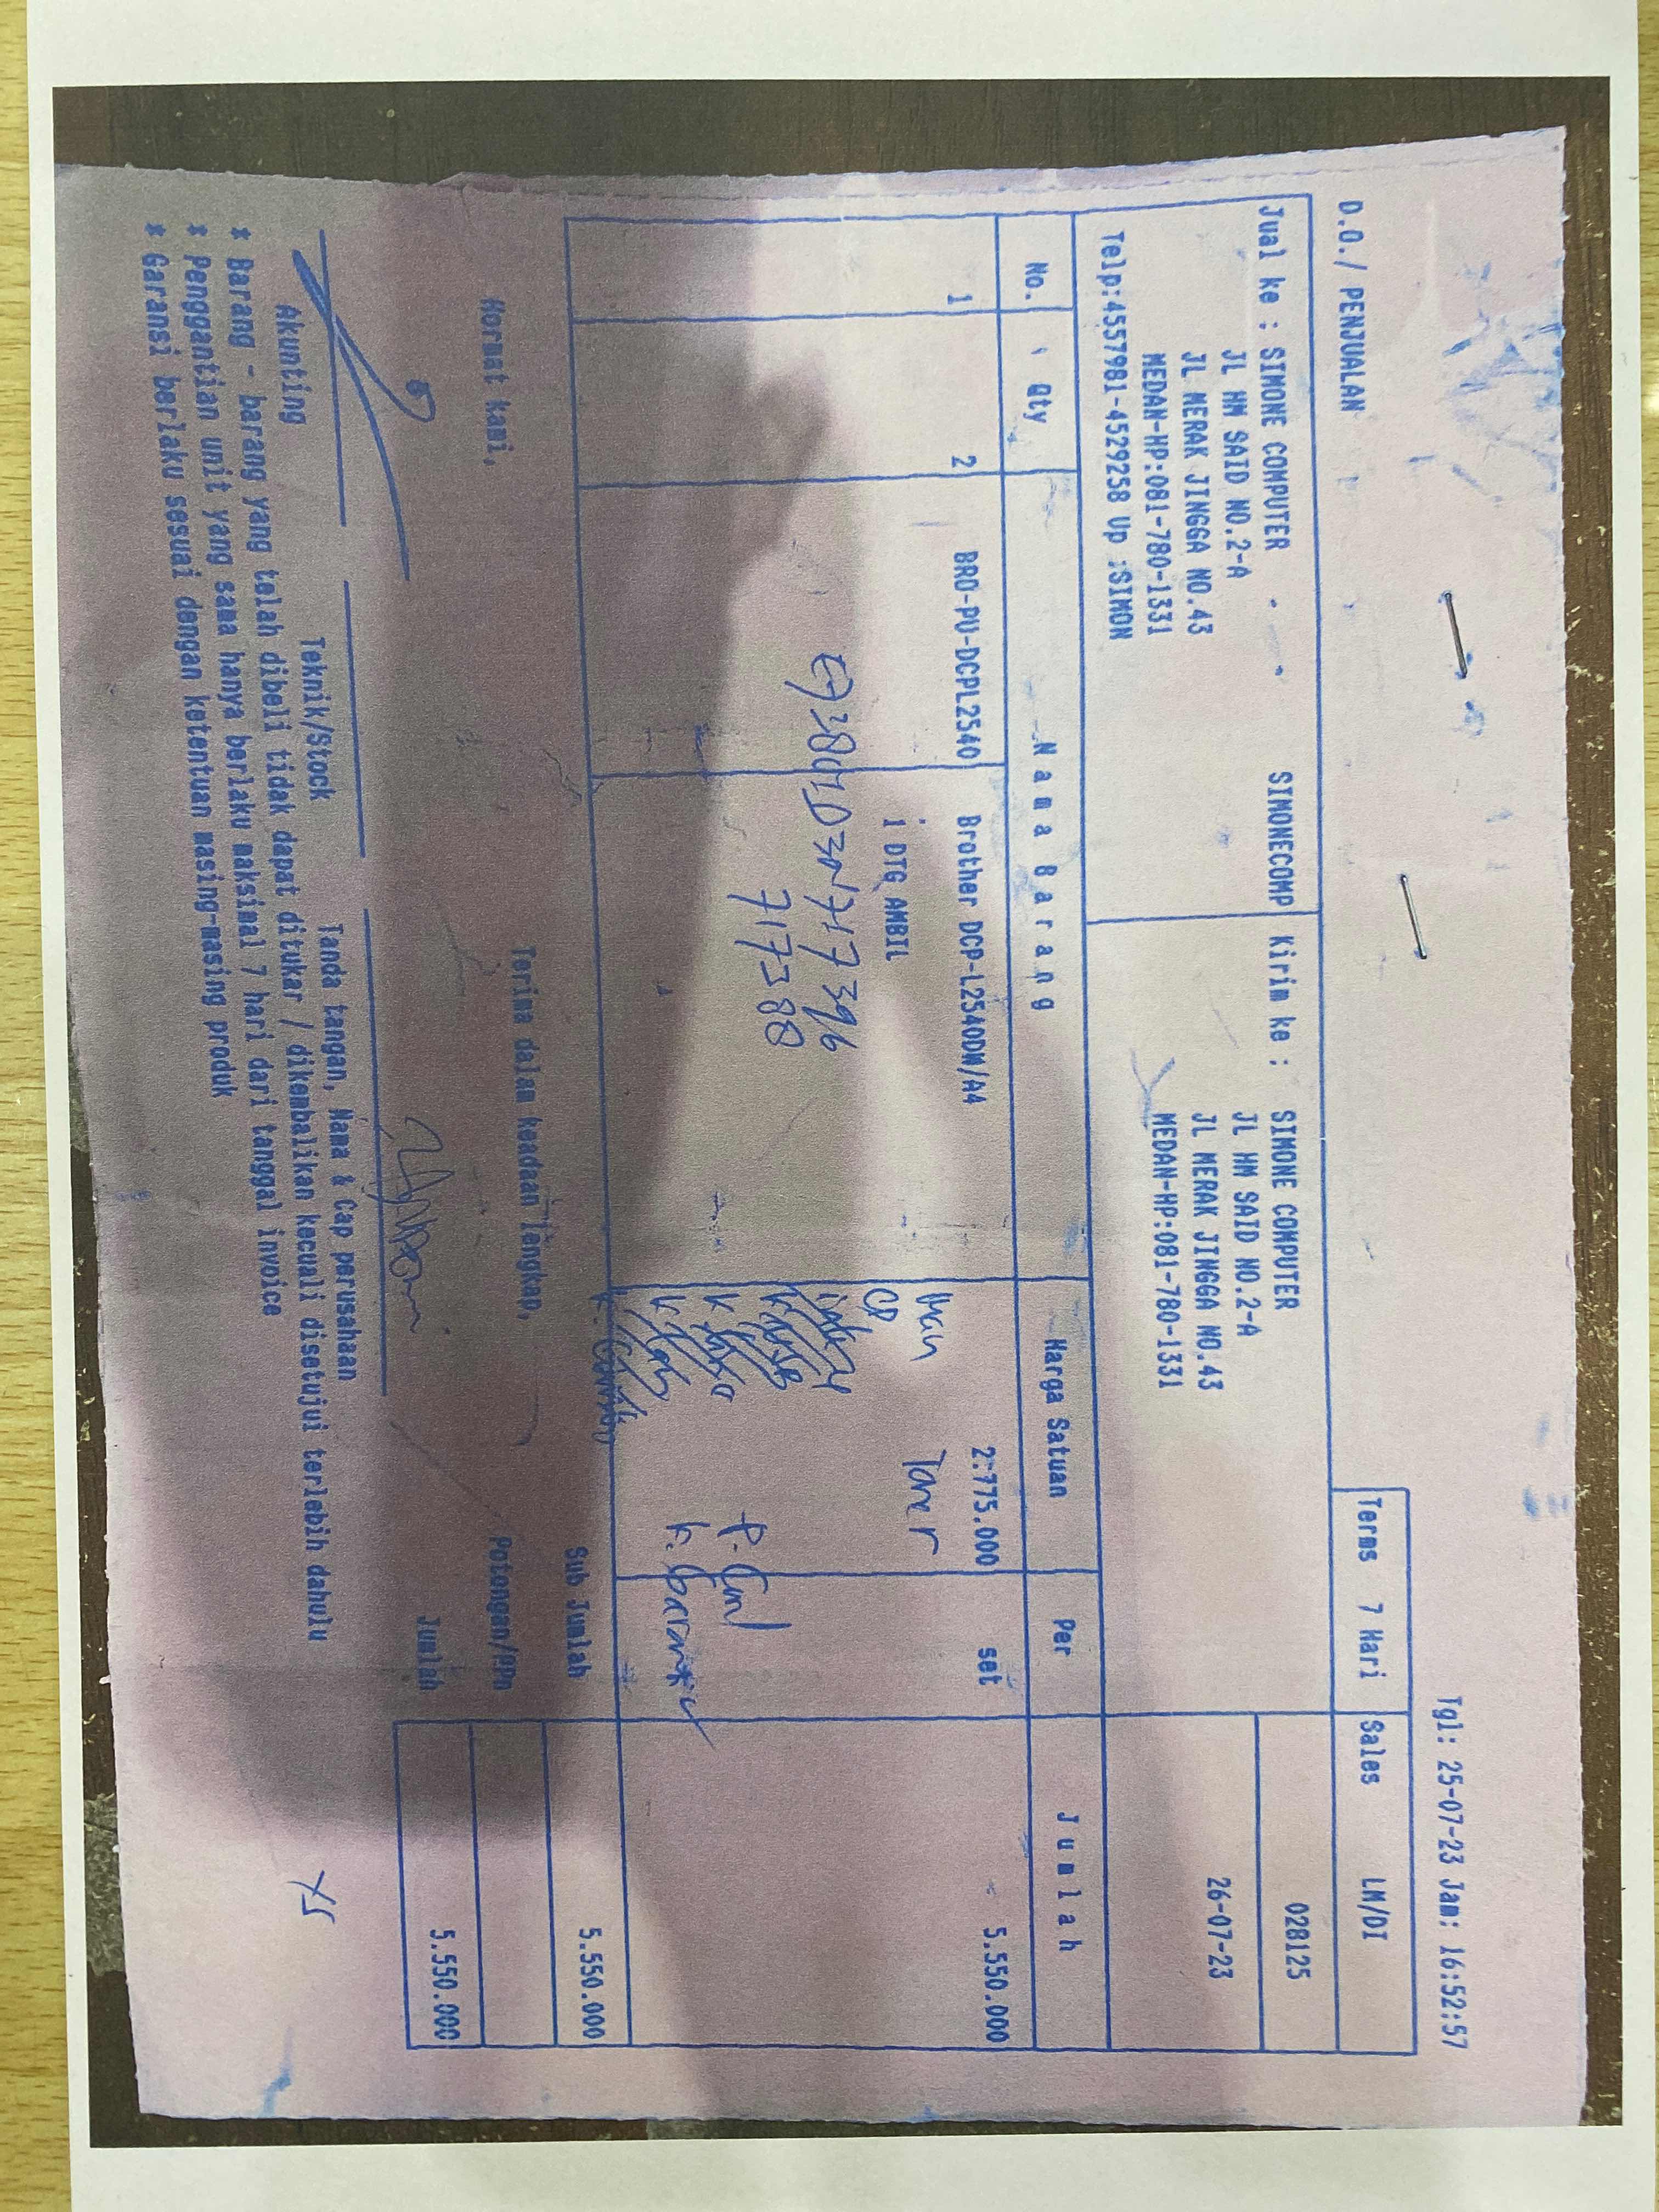 Tgl: 25-07-23 Jam: 16:52:57
D.O./ PENJUALAN
Terms 7 Hari Sales LM/DI
Jual ke : SIMONE COMPUTER SIMONECOMP Kirim ke : SIMONE COMPUTER 028125
JL HM SAID NO.2-A JL HM SAID NO.2-A
JL MERAK JINGGA NO.43 JL MERAK JINGGA NO.43 26-07-23
MEDAN-HP:081-780-1331 MEDAN-HP:081-780-1331
Telp:4557981-4529258 Up :SIMON
No. Qty Nama Barang Harga Satuan Per Jumlah
1 2 BRO-PU-DCPL2540 Brother DCP-L2540DW/A4 2.775.000 set 5.550.000
i DTG AMBIL
Man Toner
CD
717396
717388
Sub Jumlah 5.550.000
Hormat kami, Terima dalam keadaan lengkap, Potongan/PPn
Jumlah 5.550.000
Akunting Teknik/Stock Tanda tangan, Nama & Cap perusahaan
* Barang - barang yang telah dibeli tidak dapat ditukar / dikembalikan kecuali disetujui terlebih dahulu
* Penggantian unit yang sama hanya berlaku maksimal 7 hari dari tanggal invoice
* Garansi berlaku sesuai dengan ketentuan masing-masing produk